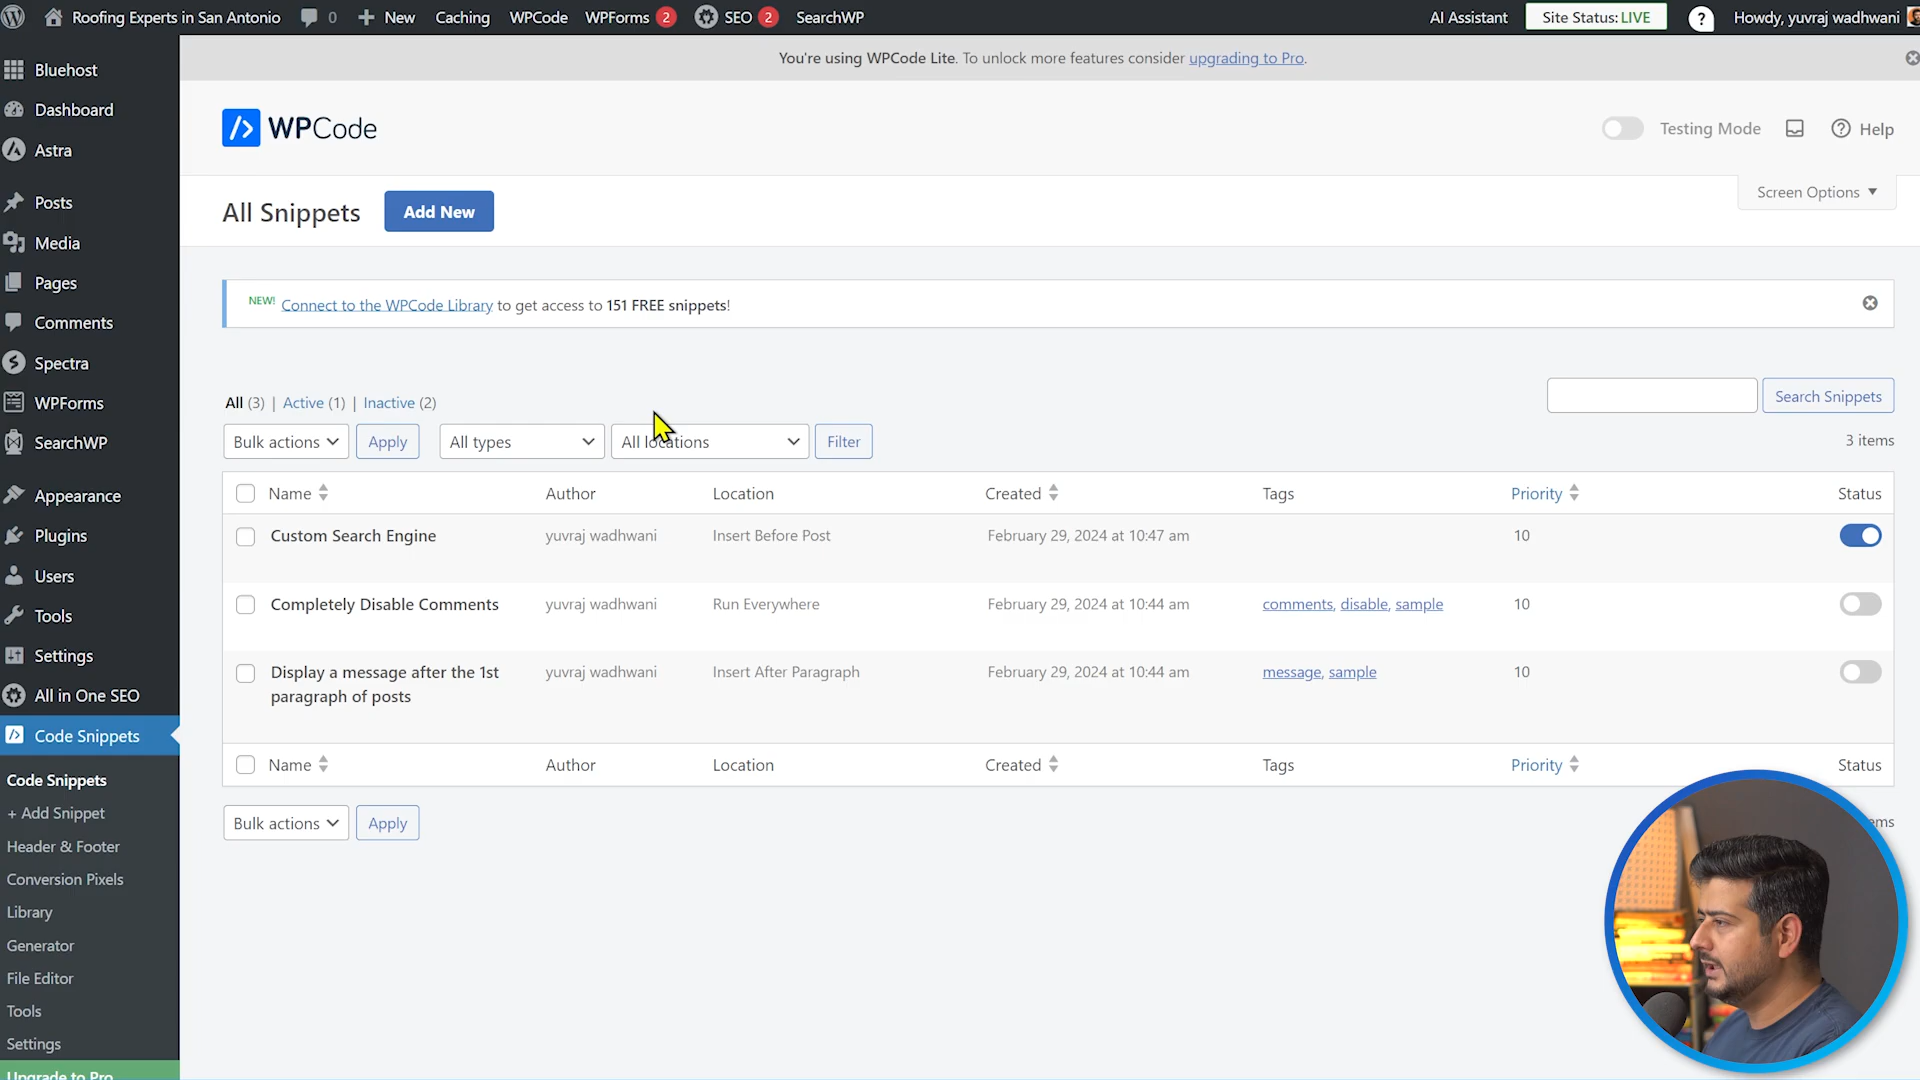 Roofing Experts in San Antonio 0 + New Caching WPCode WPForms 2 SEO 2 SearchWP AI Assistant Site Status: LIVE ? Howdy, yuvraj wadhwani
You're using WPCode Lite. To unlock more features consider upgrading to Pro.
Bluehost
Dashboard
Astra
Posts
Media
Pages
Comments
Spectra
WPForms
SearchWP
Appearance
Plugins
Users
Tools
Settings
All in One SEO
Code Snippets
Code Snippets
+ Add Snippet
Header & Footer
Conversion Pixels
Library
Generator
File Editor
Tools
Settings
Upgrade to Pro
WPCode
Testing Mode
Help
All Snippets
Add New
Screen Options
NEW! Connect to the WPCode Library to get access to 151 FREE snippets!
All (3) | Active (1) | Inactive (2)
Search Snippets
Bulk actions Apply All types All locations Filter
3 items
Name Author Location Created Tags Priority Status
Custom Search Engine yuvraj wadhwani Insert Before Post February 29, 2024 at 10:47 am 10
Completely Disable Comments yuvraj wadhwani Run Everywhere February 29, 2024 at 10:44 am comments, disable, sample 10
Display a message after the 1st yuvraj wadhwani Insert After Paragraph February 29, 2024 at 10:44 am message, sample 10
paragraph of posts
Name Author Location Created Tags Priority Status
Bulk actions Apply